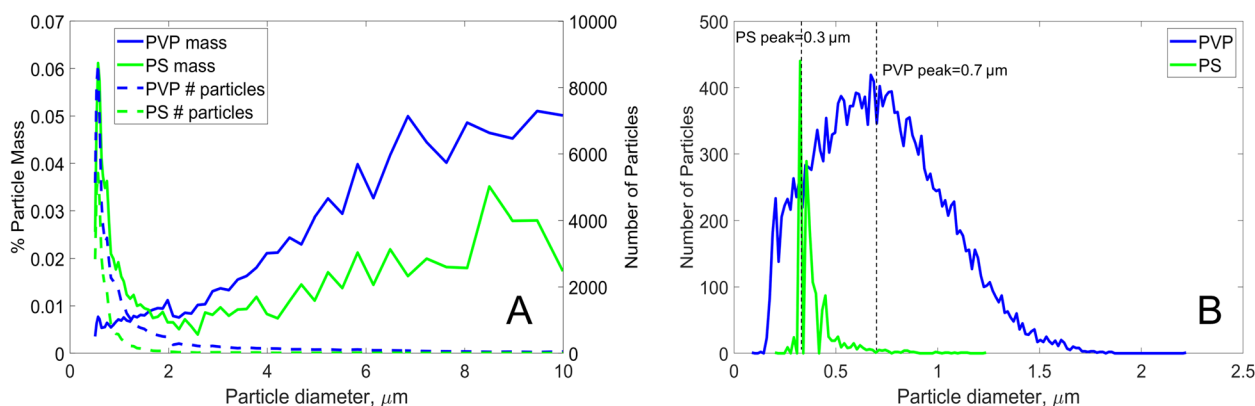 0.07
0.06
0.05
0.04
0.03
0.02
0.01
0
% Particle Mass
PVP mass
PS mass
PVP # particles
PS # particles
10000
8000
6000
4000
2000
0
Number of Particles
A
0 2 4 6 8 10
Particle diameter, μm
500
400
300
200
100
0
Number of Particles
PS peak=0.3 μm
PVP peak=0.7 μm
PVP
PS
B
0 0.5 1 1.5 2 2.5
Particle diameter, μm